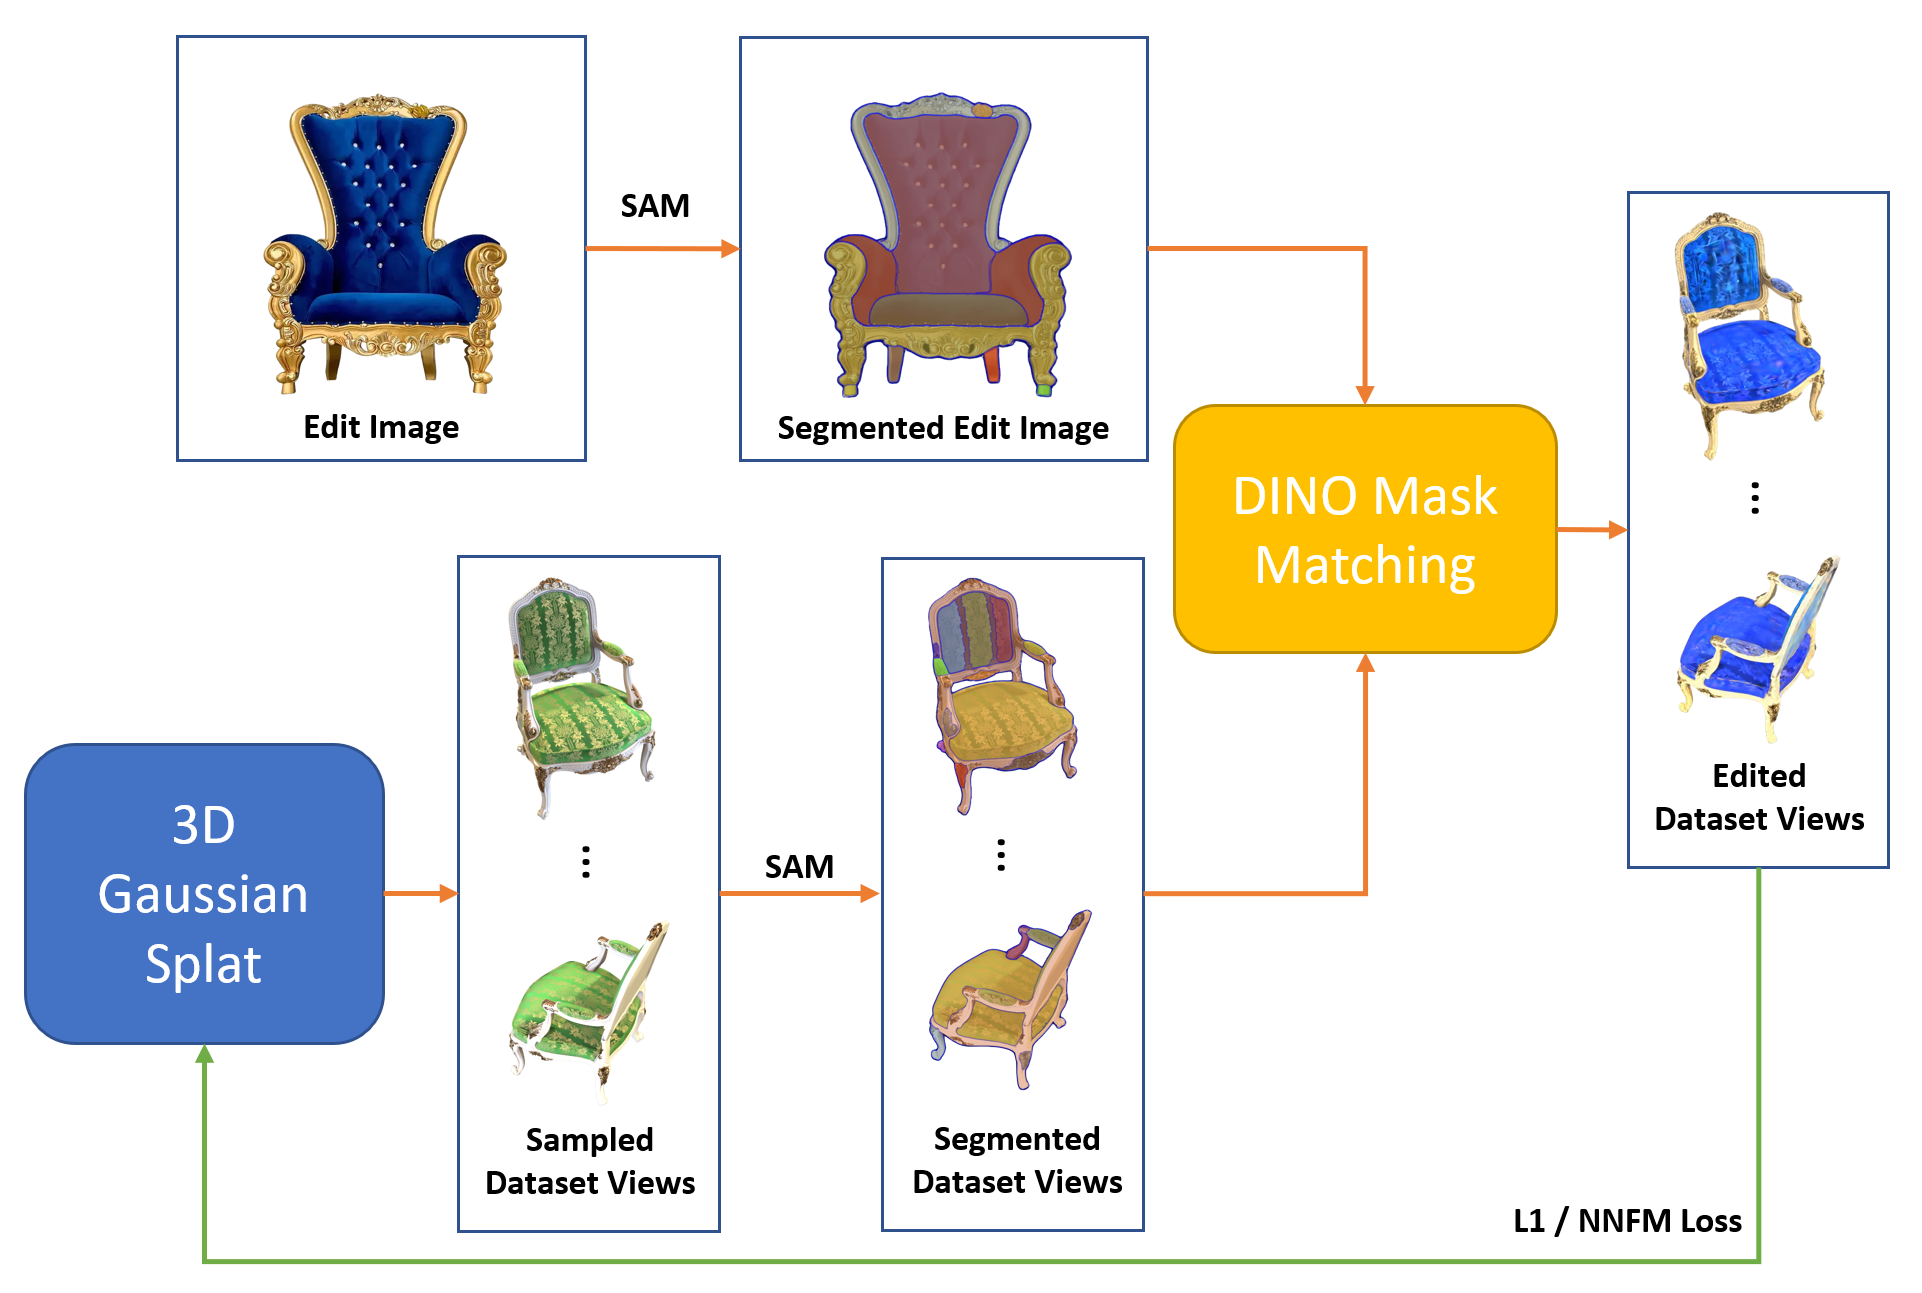 SAM
Edit Image
Segmented Edit Image
DINO Mask
Matching
3D
Gaussian
Splat
SAM
Sampled
Dataset Views
Segmented
Dataset Views
Edited
Dataset Views
L1 / NNFM Loss